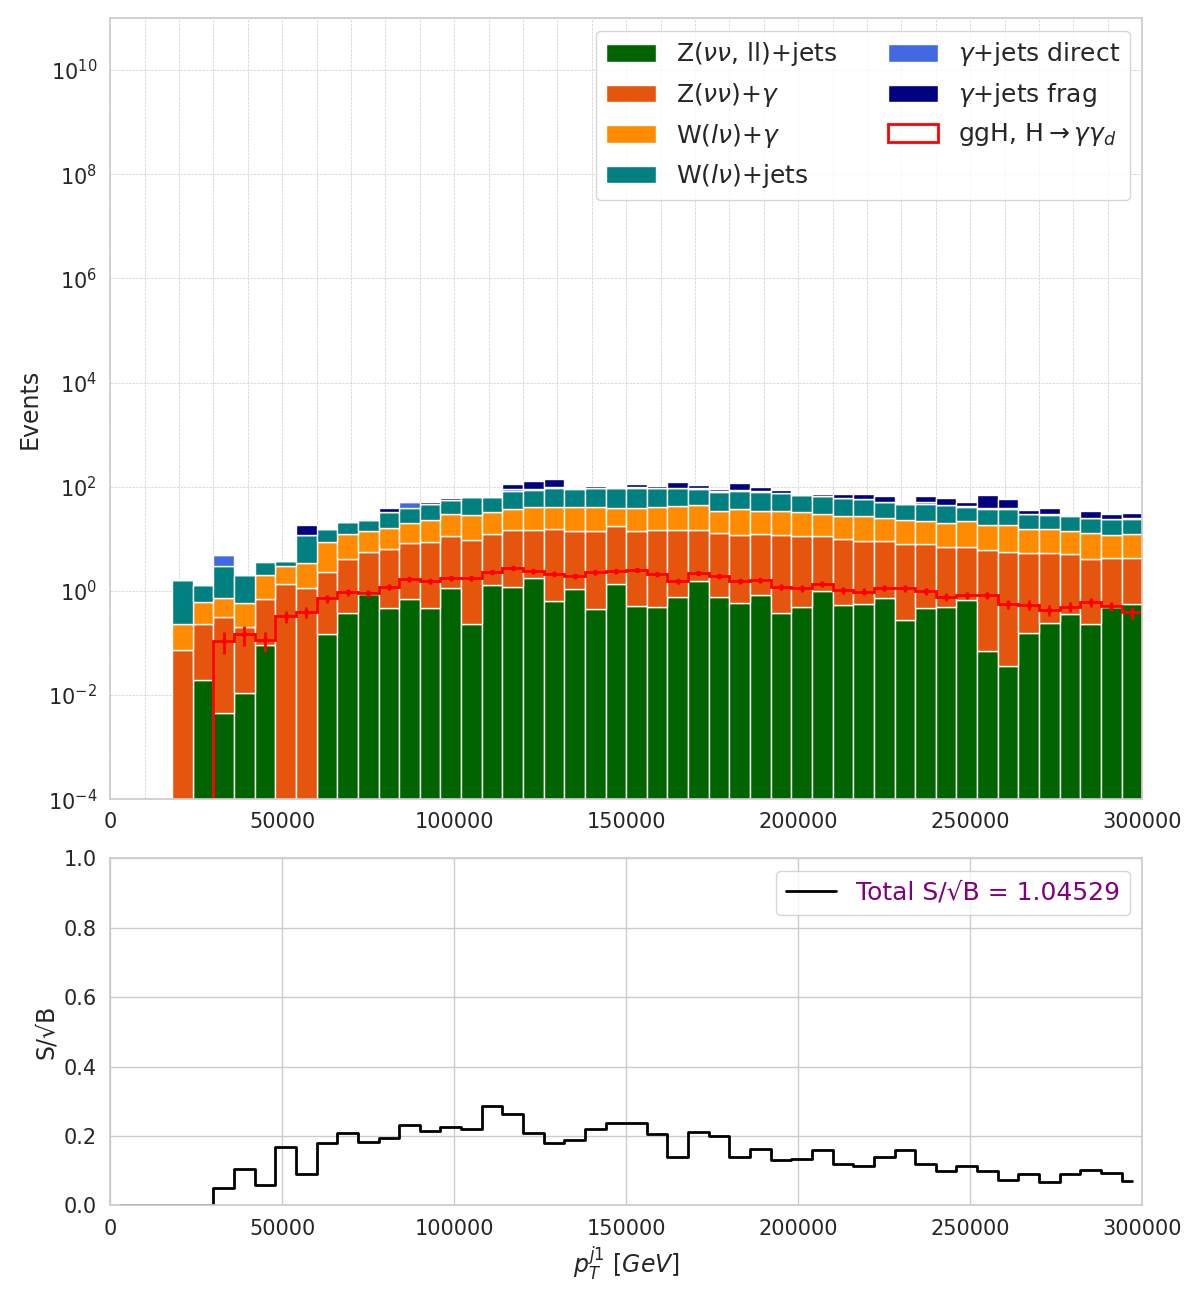 Z(νν, ll)+jets
Z(νν)+γ
W(lν)+γ
W(lν)+jets
γ+jets direct
γ+jets frag
ggH, H→γγ_d
Events
10^10
10^8
10^6
10^4
10^2
10^0
10^−2
10^−4
0 50000 100000 150000 200000 250000 300000
Total S/√B = 1.04529
S/√B
1.0
0.8
0.6
0.4
0.2
0.0
0 50000 100000 150000 200000 250000 300000
p_T^{j1} [GeV]